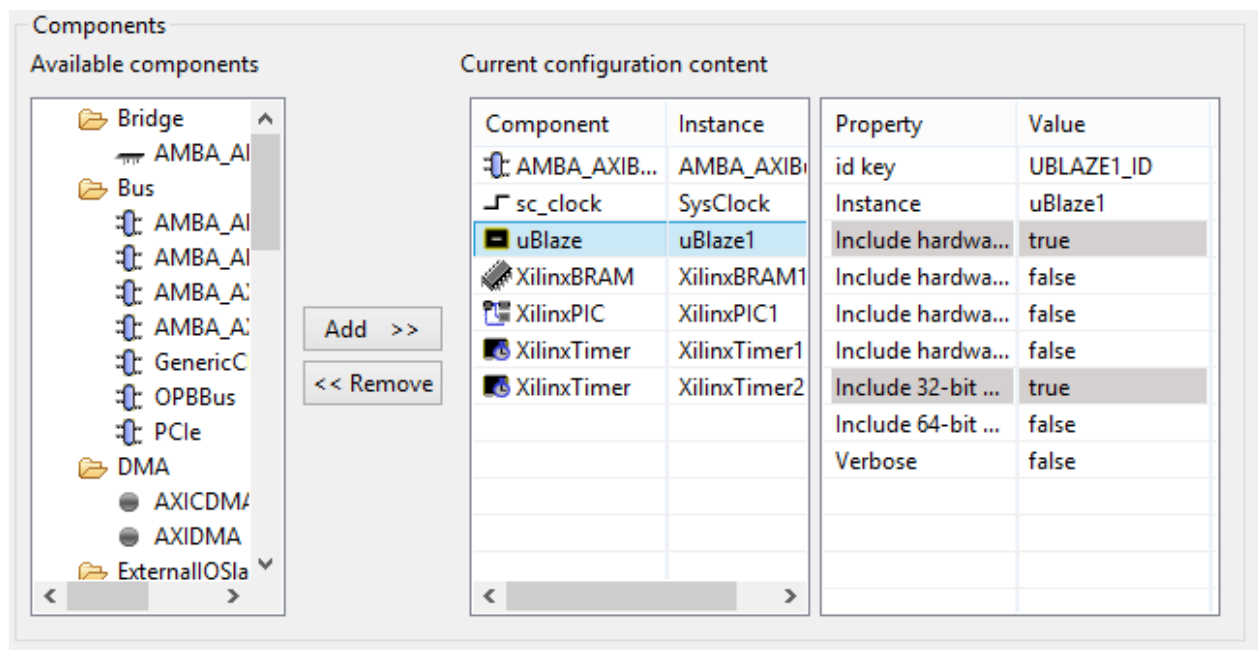 Components
Available components
Bridge
AMBA_AI
Bus
AMBA_AI
AMBA_AI
AMBA_A
AMBA_A
GenericC
OPBBus
PCIe
DMA
AXICDMA
AXIDMA
ExternalIOSla
Add >>
<< Remove
Current configuration content
Component Instance
AMBA_AXIB... AMBA_AXIB
sc_clock SysClock
uBlaze uBlaze1
XilinxBRAM XilinxBRAM1
XilinxPIC XilinxPIC1
XilinxTimer XilinxTimer1
XilinxTimer XilinxTimer2
Property Value
id key UBLAZE1_ID
Instance uBlaze1
Include hardwa... true
Include hardwa... false
Include hardwa... false
Include hardwa... false
Include 32-bit ... true
Include 64-bit ... false
Verbose false